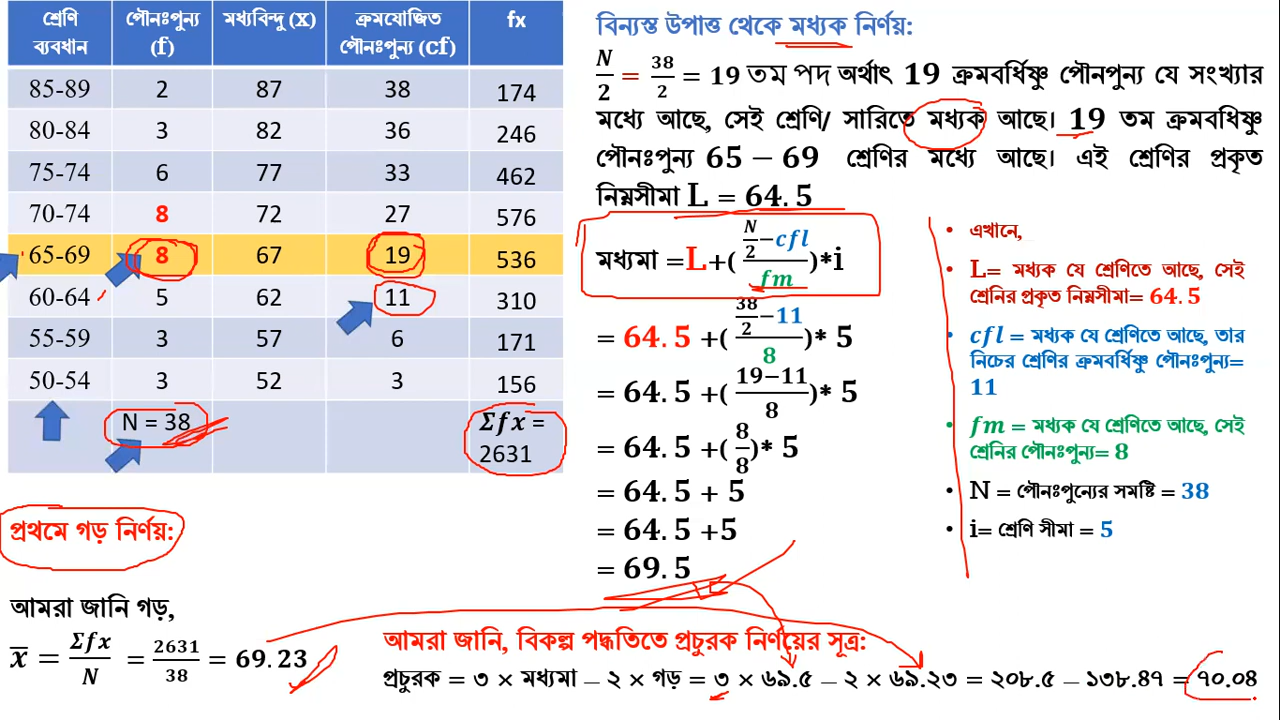 শ্রেণি ব্যবধান | পৌনঃপুন্য (f) | মধ্যবিন্দু (x) | ক্রমযোজিত পৌনঃপুন্য (Cf) | fx
85-89 | 2 | 87 | 38 | 174
80-84 | 3 | 82 | 36 | 246
75-74 | 6 | 77 | 33 | 462
70-74 | 8 | 72 | 27 | 576
65-69 | 8 | 67 | 19 | 536
60-64 | 5 | 62 | 11 | 310
55-59 | 3 | 57 | 6 | 171
50-54 | 3 | 52 | 3 | 156
N = 38 | Σfx = 2631
প্রথমে গড় নির্ণয়:
আমরা জানি গড়,
x̅ = Σfx/N = 2631/38 = 69.23
বিন্যস্ত উপাত্ত থেকে মধ্যক নির্ণয়:
N/2 = 38/2 = 19 তম পদ অর্থাৎ 19 ক্রমবর্ধিষ্ণু পৌনপুন্য যে সংখ্যার
মধ্যে আছে, সেই শ্রেণি/ সারিতে মধ্যক আছে। 19 তম ক্রমবধিষ্ণু
পৌনঃপুন্য 65 – 69 শ্রেণির মধ্যে আছে। এই শ্রেণির প্রকৃত
নিম্নসীমা L = 64.5
মধ্যমা =L+((N/2−cfl)/fm)*i
= 64.5 +((38/2−11)/8)* 5
= 64.5 +((19−11)/8)* 5
= 64.5 +(8/8)* 5
= 64.5 + 5
= 64.5 +5
= 69.5
• এখানে,
• L= মধ্যক যে শ্রেণিতে আছে, সেই
শ্রেনির প্রকৃত নিম্নসীমা= 64.5
• cfl = মধ্যক যে শ্রেণিতে আছে, তার
নিচের শ্রেণির ক্রমবর্ধিষ্ণু পৌনঃপুন্য=
11
• fm = মধ্যক যে শ্রেণিতে আছে, সেই
শ্রেনির পৌনঃপুন্য= 8
• N = পৌনঃপুন্যের সমষ্টি = 38
• i= শ্রেণি সীমা = 5
আমরা জানি, বিকল্প পদ্ধতিতে প্রচুরক নির্ণয়ের সূত্র:
প্রচুরক = ৩ × মধ্যমা − ২ × গড় = ৩ × ৬৯.৫ − ২ × ৬৯.২৩ = ২০৮.৫ − ১৩৮.৪৭ = ৭০.০৪